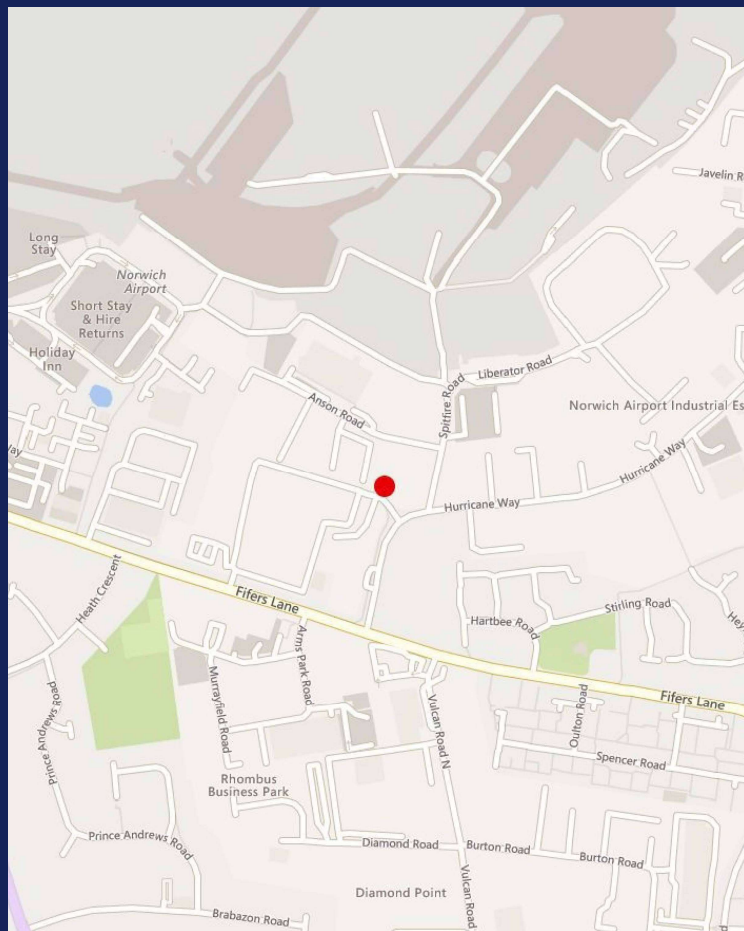 Javelin R
Long
Stay
Norwich
Airport
Short Stay
& Hire
Returns
Holiday
Inn
Liberator Road
Spitfire Road
Anson Road
Norwich Airport Industrial Es
Hurricane Way
Hurricane Way
Heath Crescent
Fifers Lane
Stirling Road
Hartbee Road
Arms Park Road
Murrayfield Road
Prince Andrews Road
Fifers Lane
Vulcan Road N
Oulton Road
Spencer Road
Rhombus
Business Park
Prince Andrews Road
Diamond Road
Burton Road
Burton Road
Diamond Point
Vulcan Road
Brabazon Road